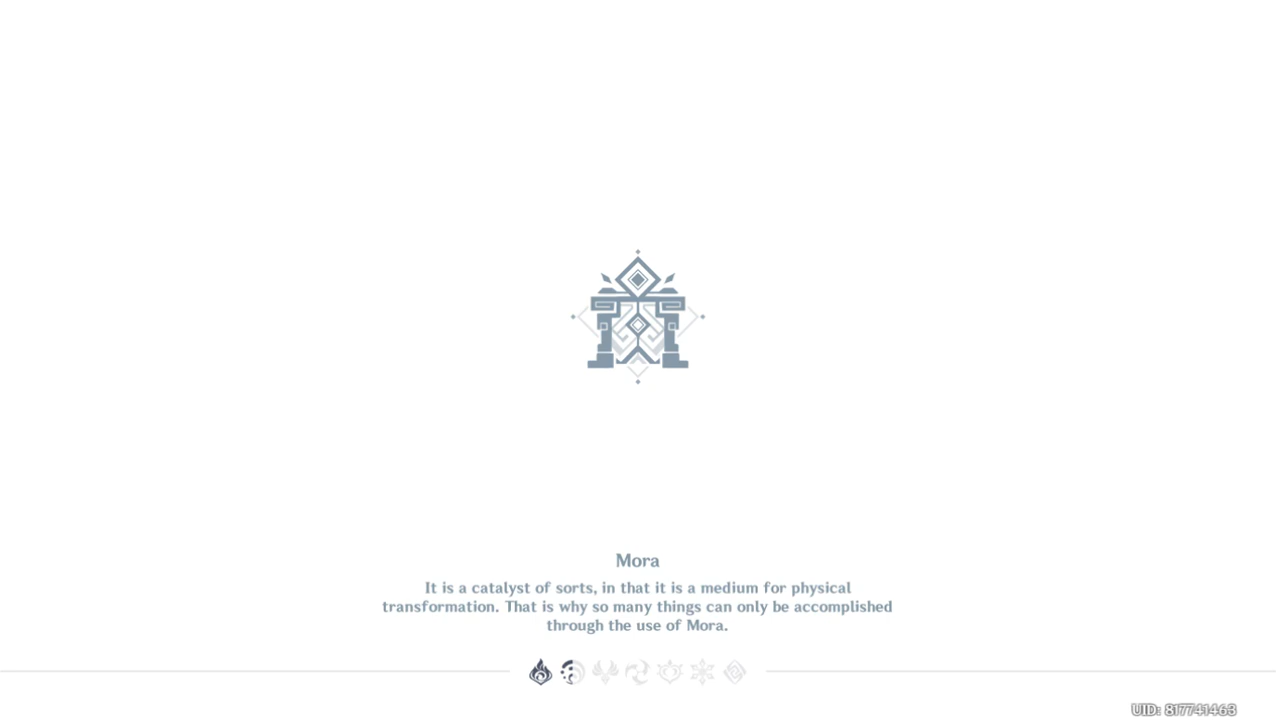 Mora
It is a catalyst of sorts, in that it is a medium for physical
transformation. That is why so many things can only be accomplished
through the use of Mora.
UID: 817741463